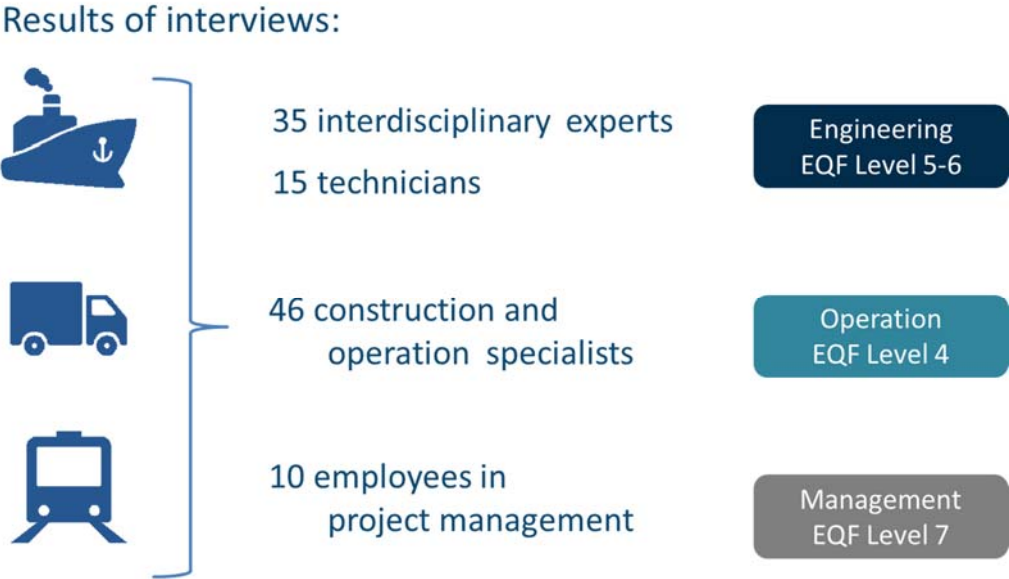 Results of interviews:
35 interdisciplinary experts
15 technicians
Engineering
EQF Level 5-6
46 construction and
operation specialists
Operation
EQF Level 4
10 employees in
project management
Management
EQF Level 7